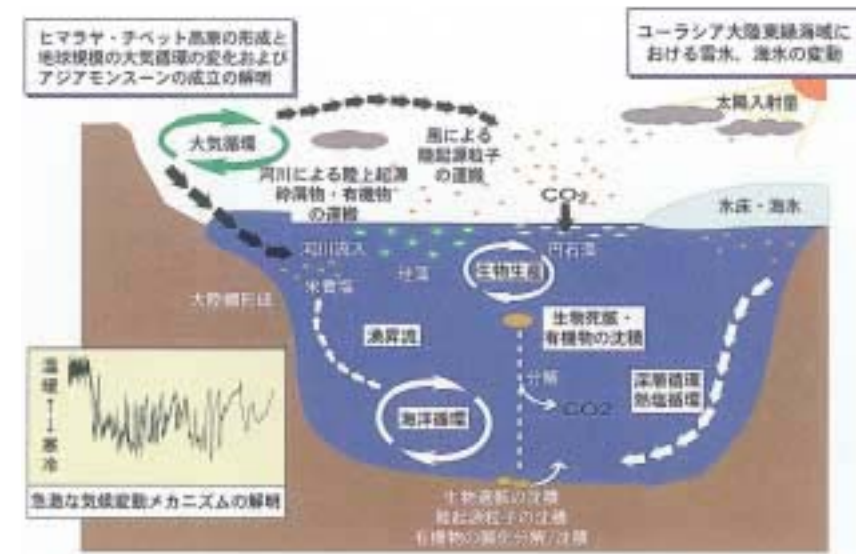 ヒマラヤ・チベット高原の形成と
地球規模の大気循環の変化および
アジアモンスーンの成立の解明
ユーラシア大陸東縁海域に
おける雪氷、海氷の変動
太陽入射量
大気循環
風による
陸起源粒子
の運搬
河川による陸上起源
砕屑物・有機物
の運搬
CO2
氷床・海氷
河川流入
珪藻
生物生産
円石藻
栄養塩
湧昇流
生物死骸・
有機物の沈積
分解
CO2
深層循環
熱塩循環
海洋循環
温暖
←→
寒冷
急激な気候変動メカニズムの解明
生物遺骸の沈積
陸起源粒子の沈積
有機物の酸化分解/沈積